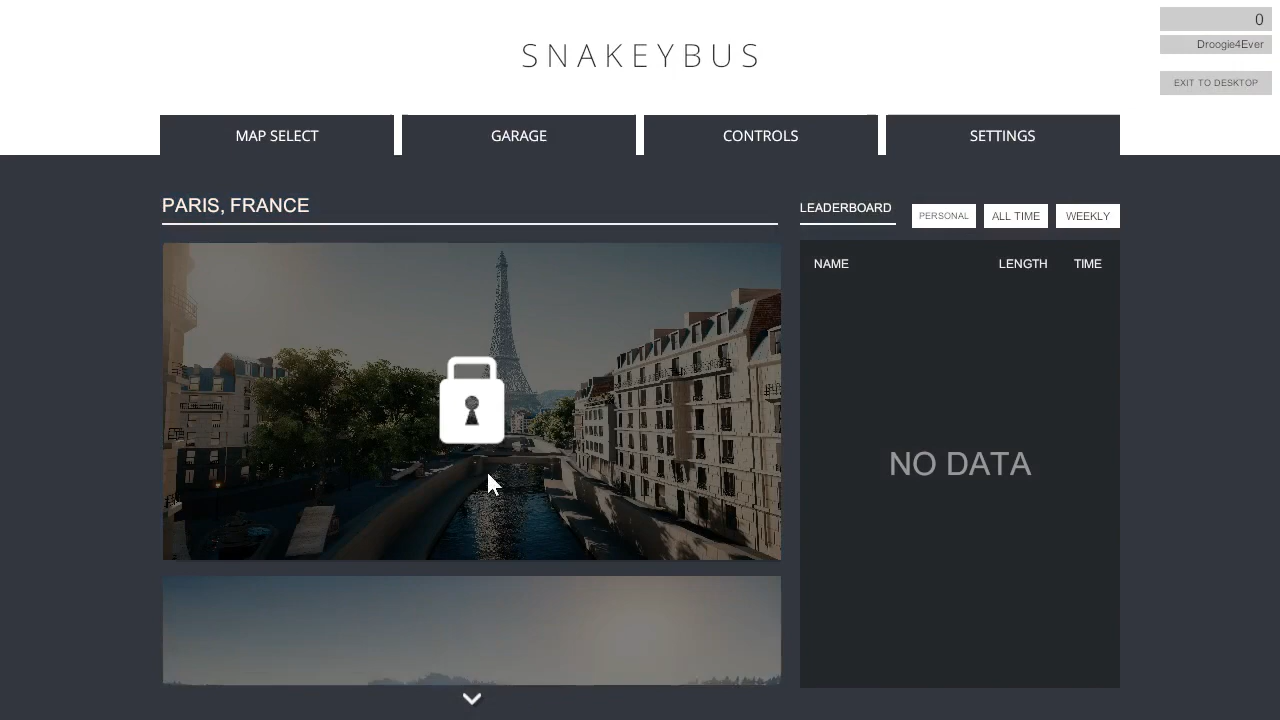 0
SNAKEYBUS
Droogie4Ever
EXIT TO DESKTOP
MAP SELECT
GARAGE
CONTROLS
SETTINGS
PARIS, FRANCE
LEADERBOARD
PERSONAL
ALL TIME
WEEKLY
NAME LENGTH TIME
NO DATA